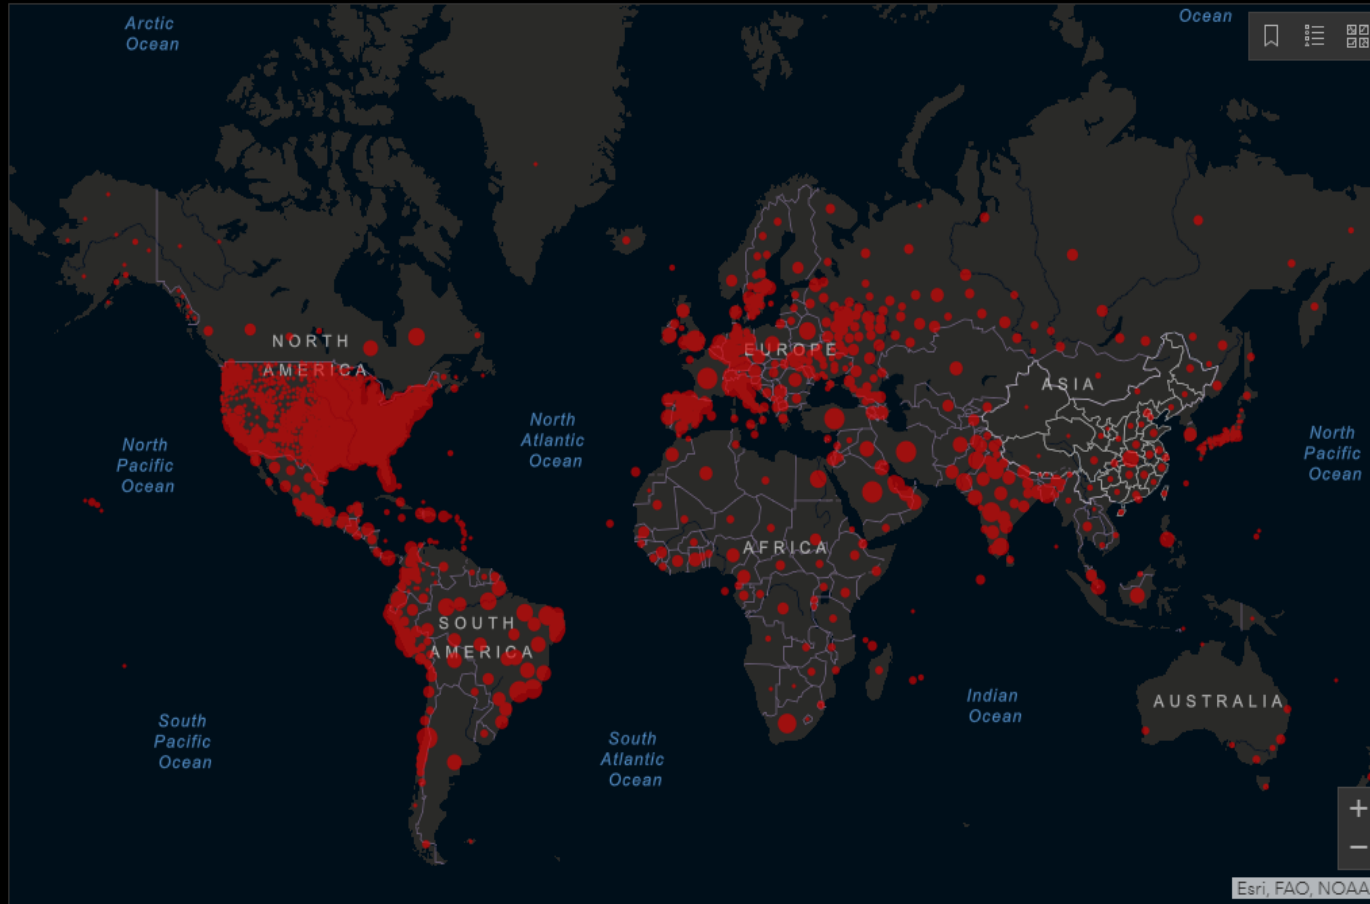 Arctic
Ocean
Ocean
NORTH
AMERICA
EUROPE
ASIA
North
Pacific
Ocean
North
Atlantic
Ocean
North
Pacific
Ocean
AFRICA
SOUTH
AMERICA
Indian
Ocean
AUSTRALIA
South
Pacific
Ocean
South
Atlantic
Ocean
+
−
Esri, FAO, NOAA